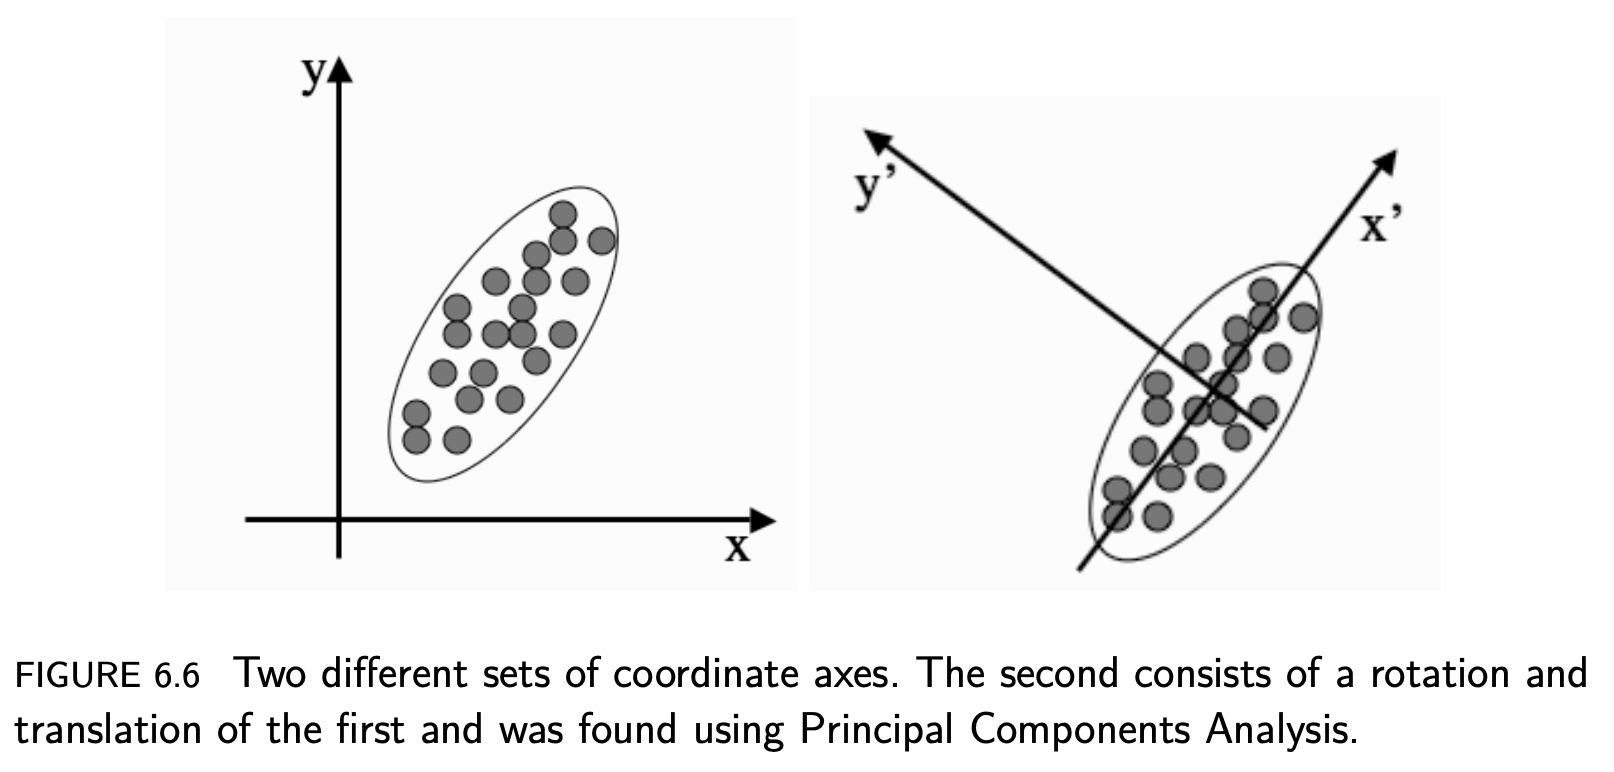 y
x
y’
x’
FIGURE 6.6 Two different sets of coordinate axes. The second consists of a rotation and
translation of the first and was found using Principal Components Analysis.